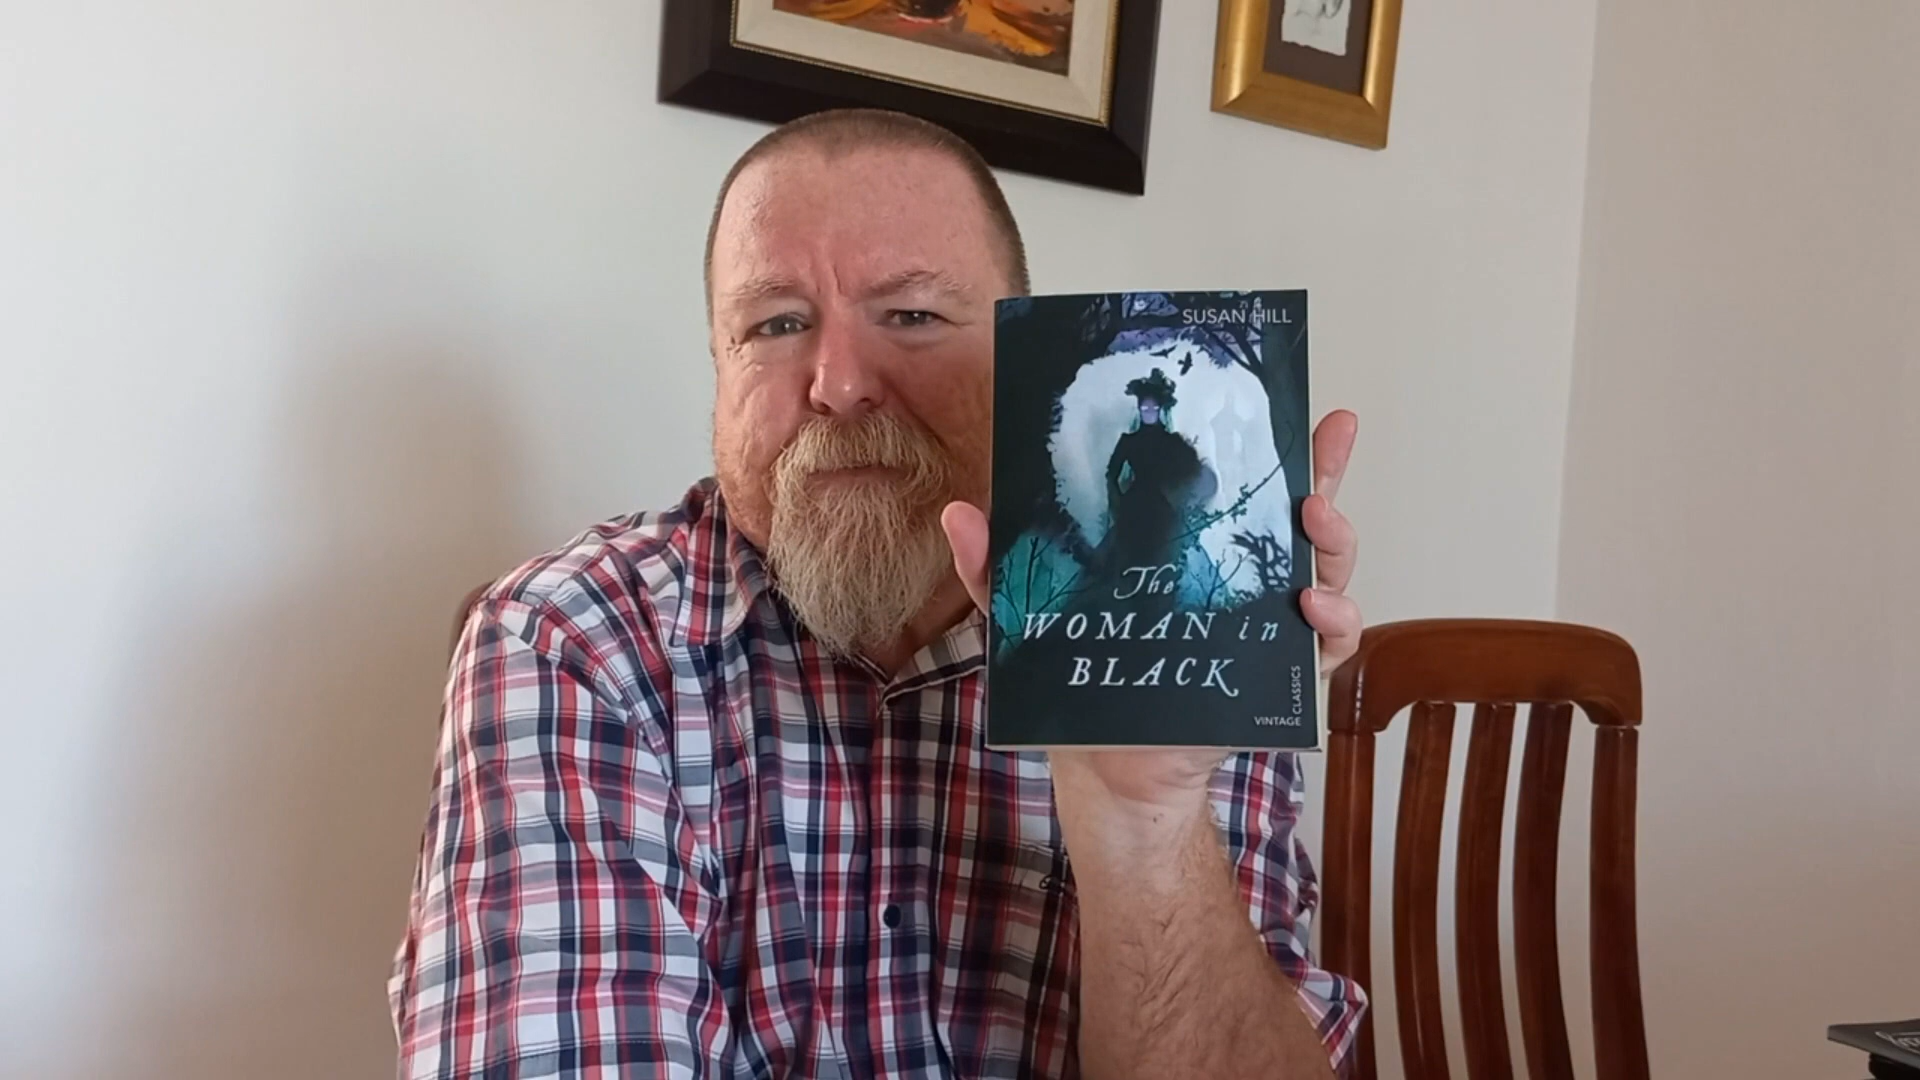 SUSAN HILL
The
WOMAN in
BLACK
VINTAGE
CLASSICS